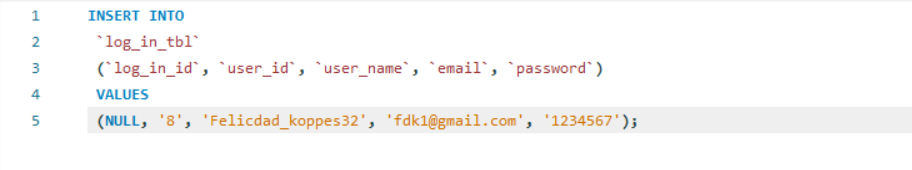 1 INSERT INTO
2 `log_in_tbl`
3 (`log_in_id`, `user_id`, `user_name`, `email`, `password`)
4 VALUES
5 (NULL, '8', 'Felicdad_koppes32', 'fdk1@gmail.com', '1234567');